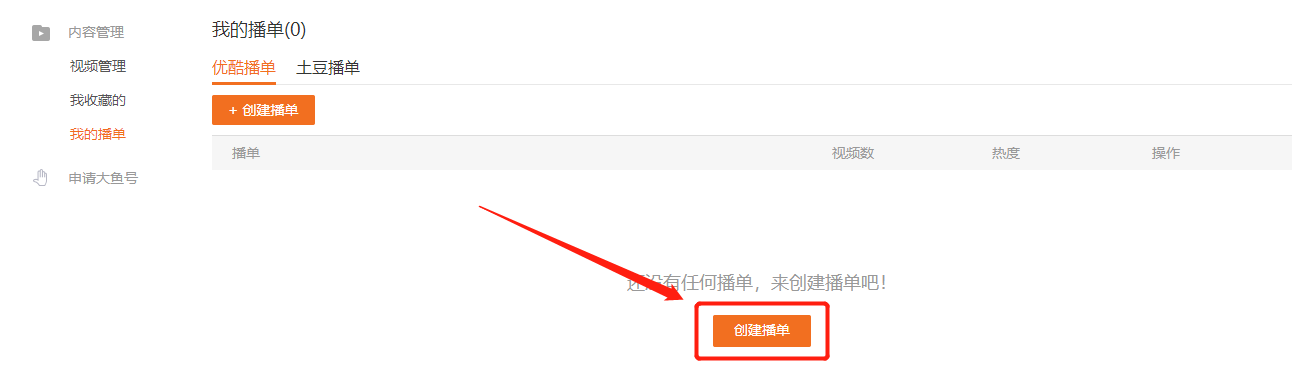 内容管理
视频管理
我收藏的
我的播单
申请大鱼号
我的播单(0)
优酷播单 土豆播单
+ 创建播单
播单 视频数 热度 操作
还没有任何播单，来创建播单吧！
创建播单